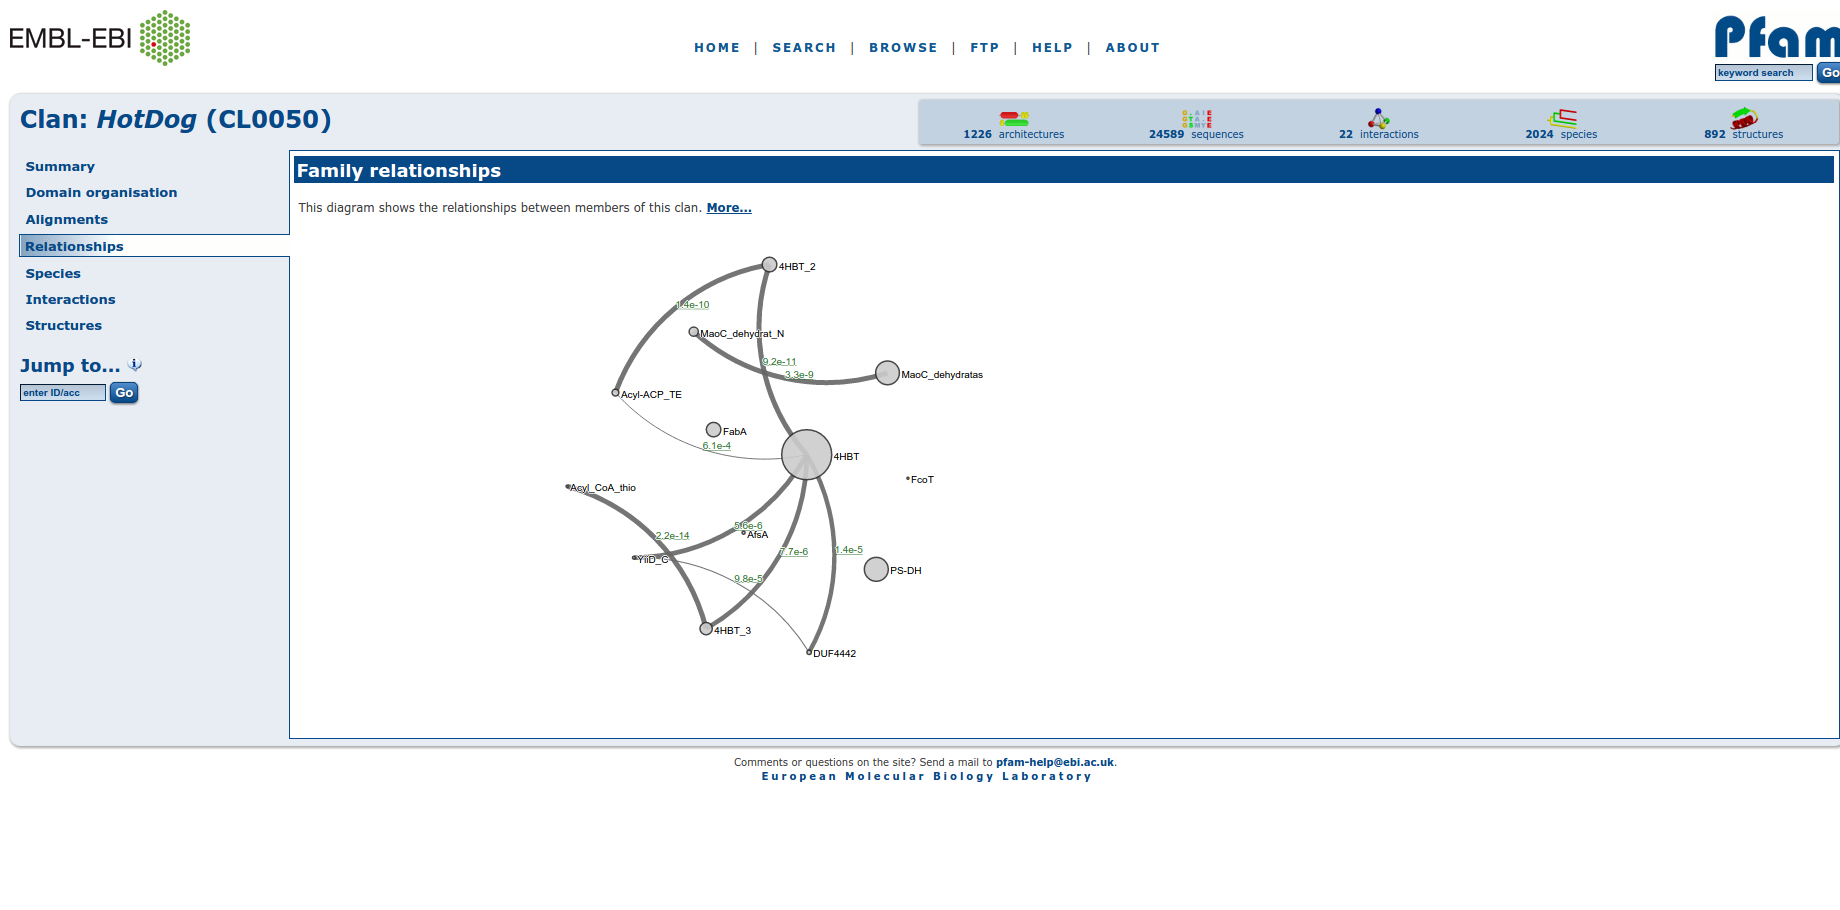 EMBL-EBI
HOME | SEARCH | BROWSE | FTP | HELP | ABOUT
Pfam
keyword search Go
Clan: HotDog (CL0050)
1226 architectures 24589 sequences 22 interactions 2024 species 892 structures
Summary
Domain organisation
Alignments
Relationships
Species
Interactions
Structures
Jump to... i
enter ID/acc Go
Family relationships
This diagram shows the relationships between members of this clan. More...
4HBT_2
1.4e-10
MaoC_dehydrat_N
9.2e-11
3.3e-9
MaoC_dehydratas
Acyl-ACP_TE
FabA
6.1e-4
4HBT
FcoT
Acyl_CoA_thio
5.6e-6
AfsA
2.2e-14
7.7e-6
1.4e-5
YiiD_C
PS-DH
9.8e-5
4HBT_3
DUF4442
Comments or questions on the site? Send a mail to pfam-help@ebi.ac.uk.
European Molecular Biology Laboratory